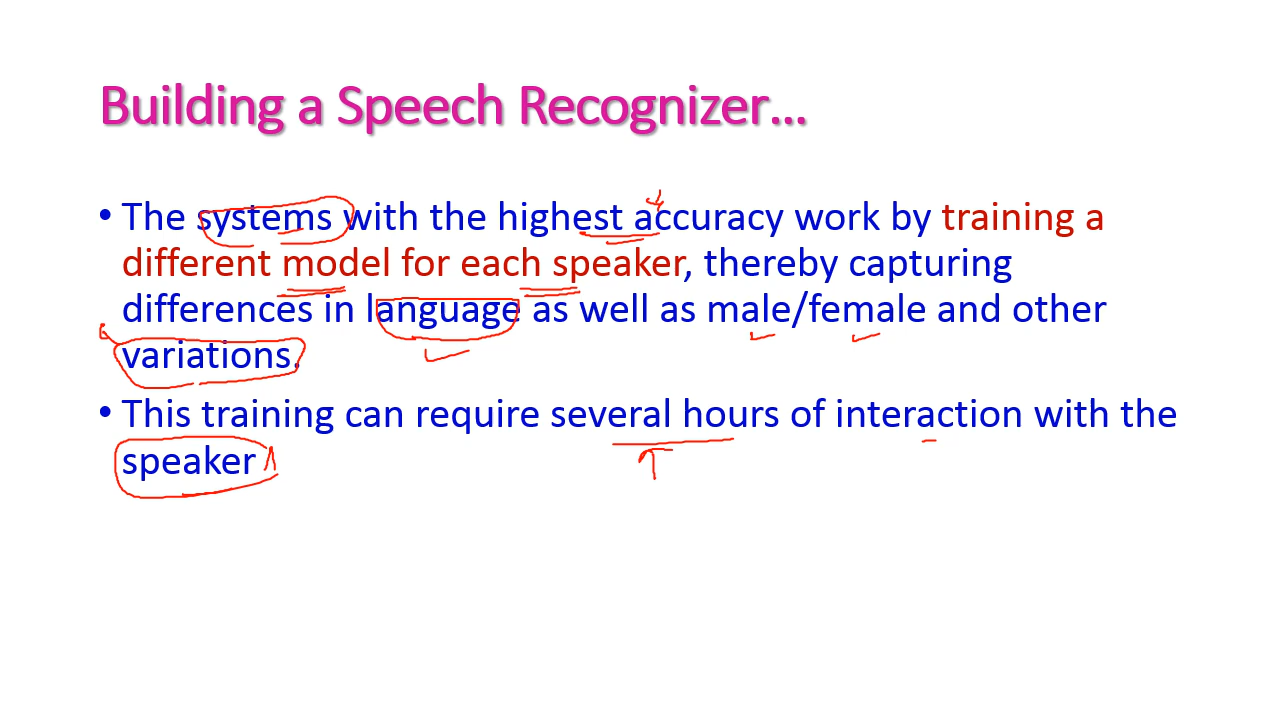 Building a Speech Recognizer...
• The systems with the highest accuracy work by training a
different model for each speaker, thereby capturing
differences in language as well as male/female and other
variations.
• This training can require several hours of interaction with the
speaker